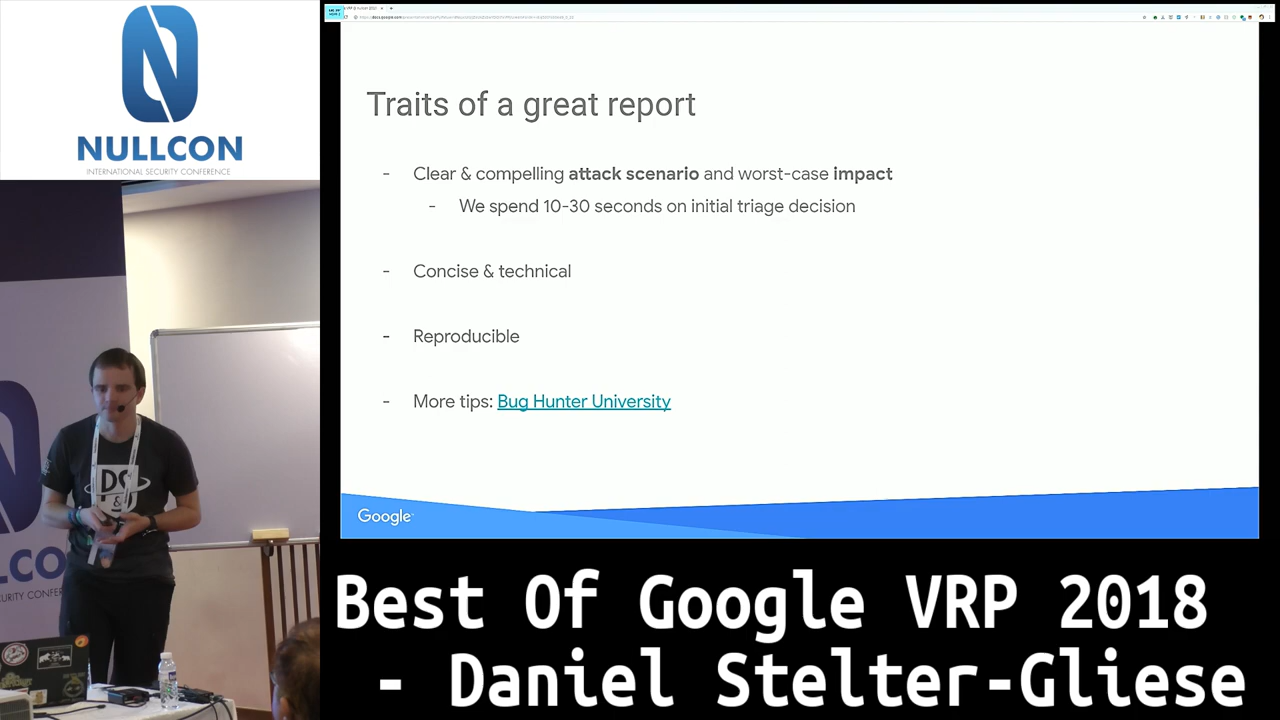 NULLCON
INTERNATIONAL SECURITY CONFERENCE
Traits of a great report
- Clear & compelling attack scenario and worst-case impact
- We spend 10-30 seconds on initial triage decision
- Concise & technical
- Reproducible
- More tips: Bug Hunter University
Google
Best Of Google VRP 2018
- Daniel Stelter-Gliese